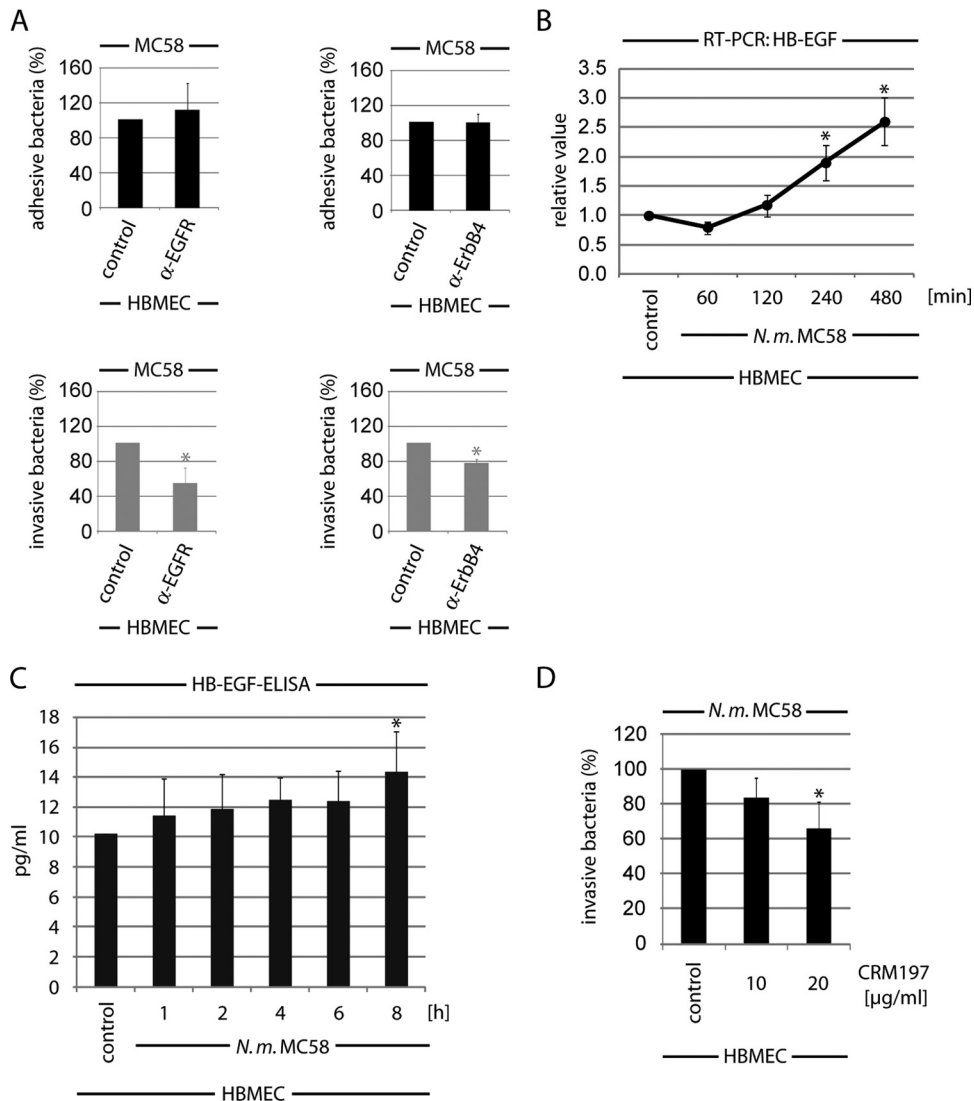 A
MC58
adhesive bacteria (%)
160
120
80
40
0
control
α-EGFR
HBMEC
MC58
adhesive bacteria (%)
160
120
80
40
0
control
α-ErbB4
HBMEC
MC58
invasive bacteria (%)
160
120
80
40
0
*
control
α-EGFR
HBMEC
MC58
invasive bacteria (%)
160
120
80
40
0
*
control
α-ErbB4
HBMEC
B
RT-PCR: HB-EGF
relative value
3.5
3.0
2.5
2.0
1.5
1.0
0.5
0.0
*
*
control
60 120 240 480 [min]
N. m. MC58
HBMEC
C
HB-EGF-ELISA
pg/ml
18
16
14
12
10
8
6
4
2
0
*
control
1 2 4 6 8 [h]
N. m. MC58
HBMEC
D
N. m. MC58
invasive bacteria (%)
120
100
80
60
40
20
0
*
control
10 20 CRM197
[µg/ml]
HBMEC